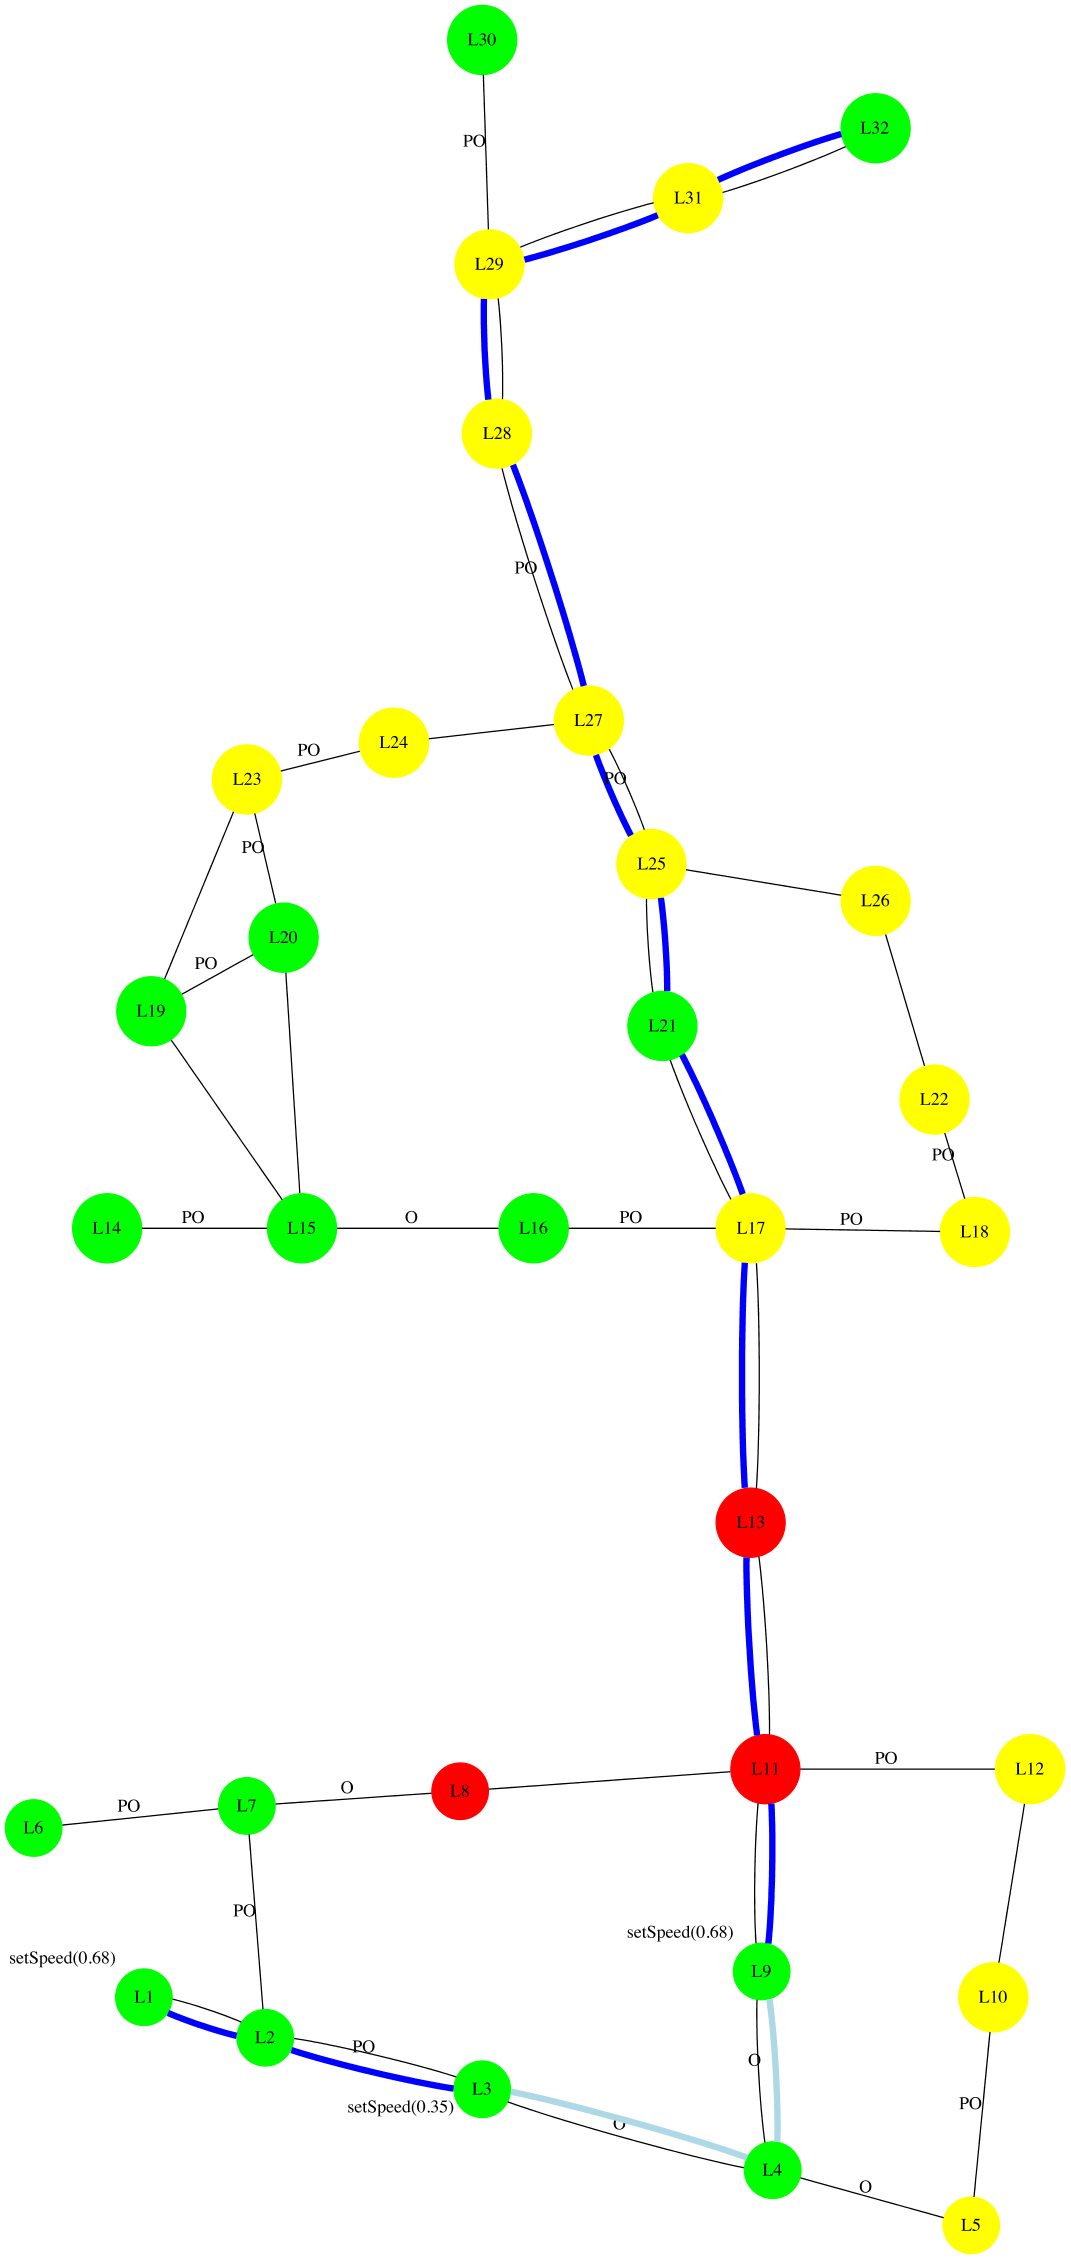 L30
L32
PO
L31
L29
L28
PO
L27
L24
PO
L23
PO
PO
L25
L26
L20
PO
L19
L21
L22
PO
L14
PO
L15
O
L16
PO
L17
PO
L18
L13
L11
PO
L12
L8
O
L7
PO
L6
PO
setSpeed(0.68)
setSpeed(0.68)
L9
L1
L10
L2
PO
O
L3
setSpeed(0.35)
PO
O
L4
O
L5